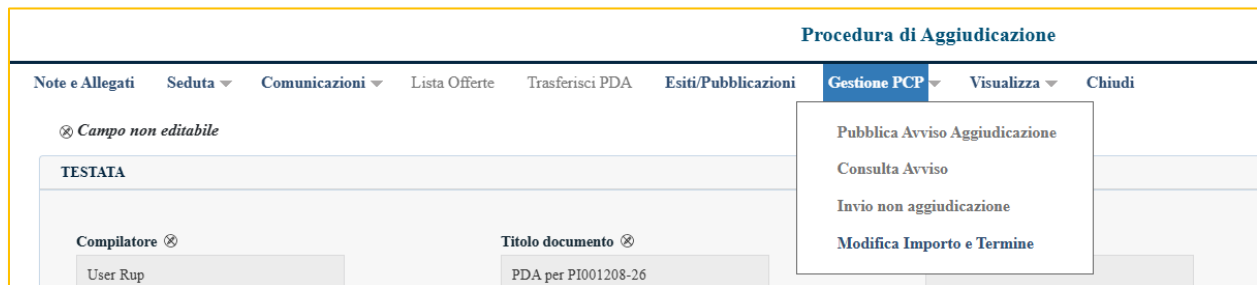 Procedura di Aggiudicazione
Note e Allegati Seduta Comunicazioni Lista Offerte Trasferisci PDA Esiti/Pubblicazioni Gestione PCP Visualizza Chiudi
Campo non editabile
Pubblica Avviso Aggiudicazione
Consulta Avviso
Invio non aggiudicazione
Modifica Importo e Termine
TESTATA
Compilatore Titolo documento
User Rup PDA per PI001208-26